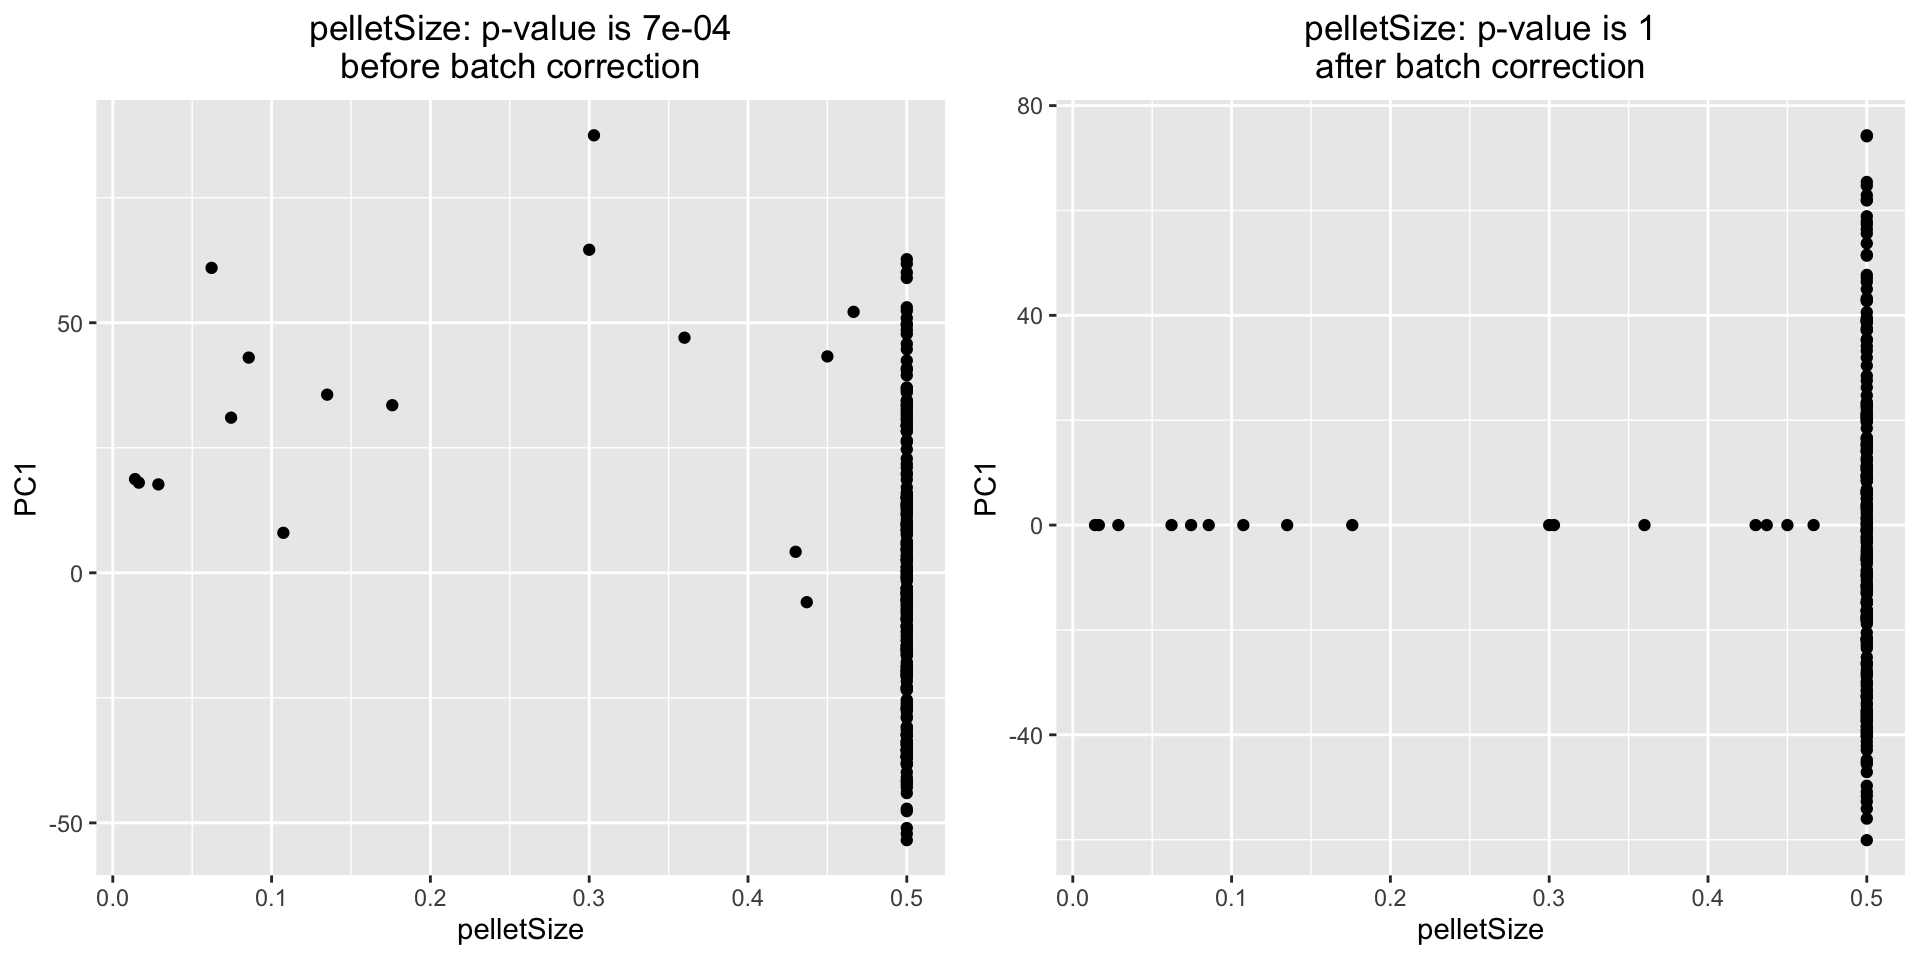 pelletSize: p-value is 7e-04
before batch correction
PC1
50
0
-50
0.0 0.1 0.2 0.3 0.4 0.5
pelletSize
pelletSize: p-value is 1
after batch correction
PC1
80
40
0
-40
0.0 0.1 0.2 0.3 0.4 0.5
pelletSize